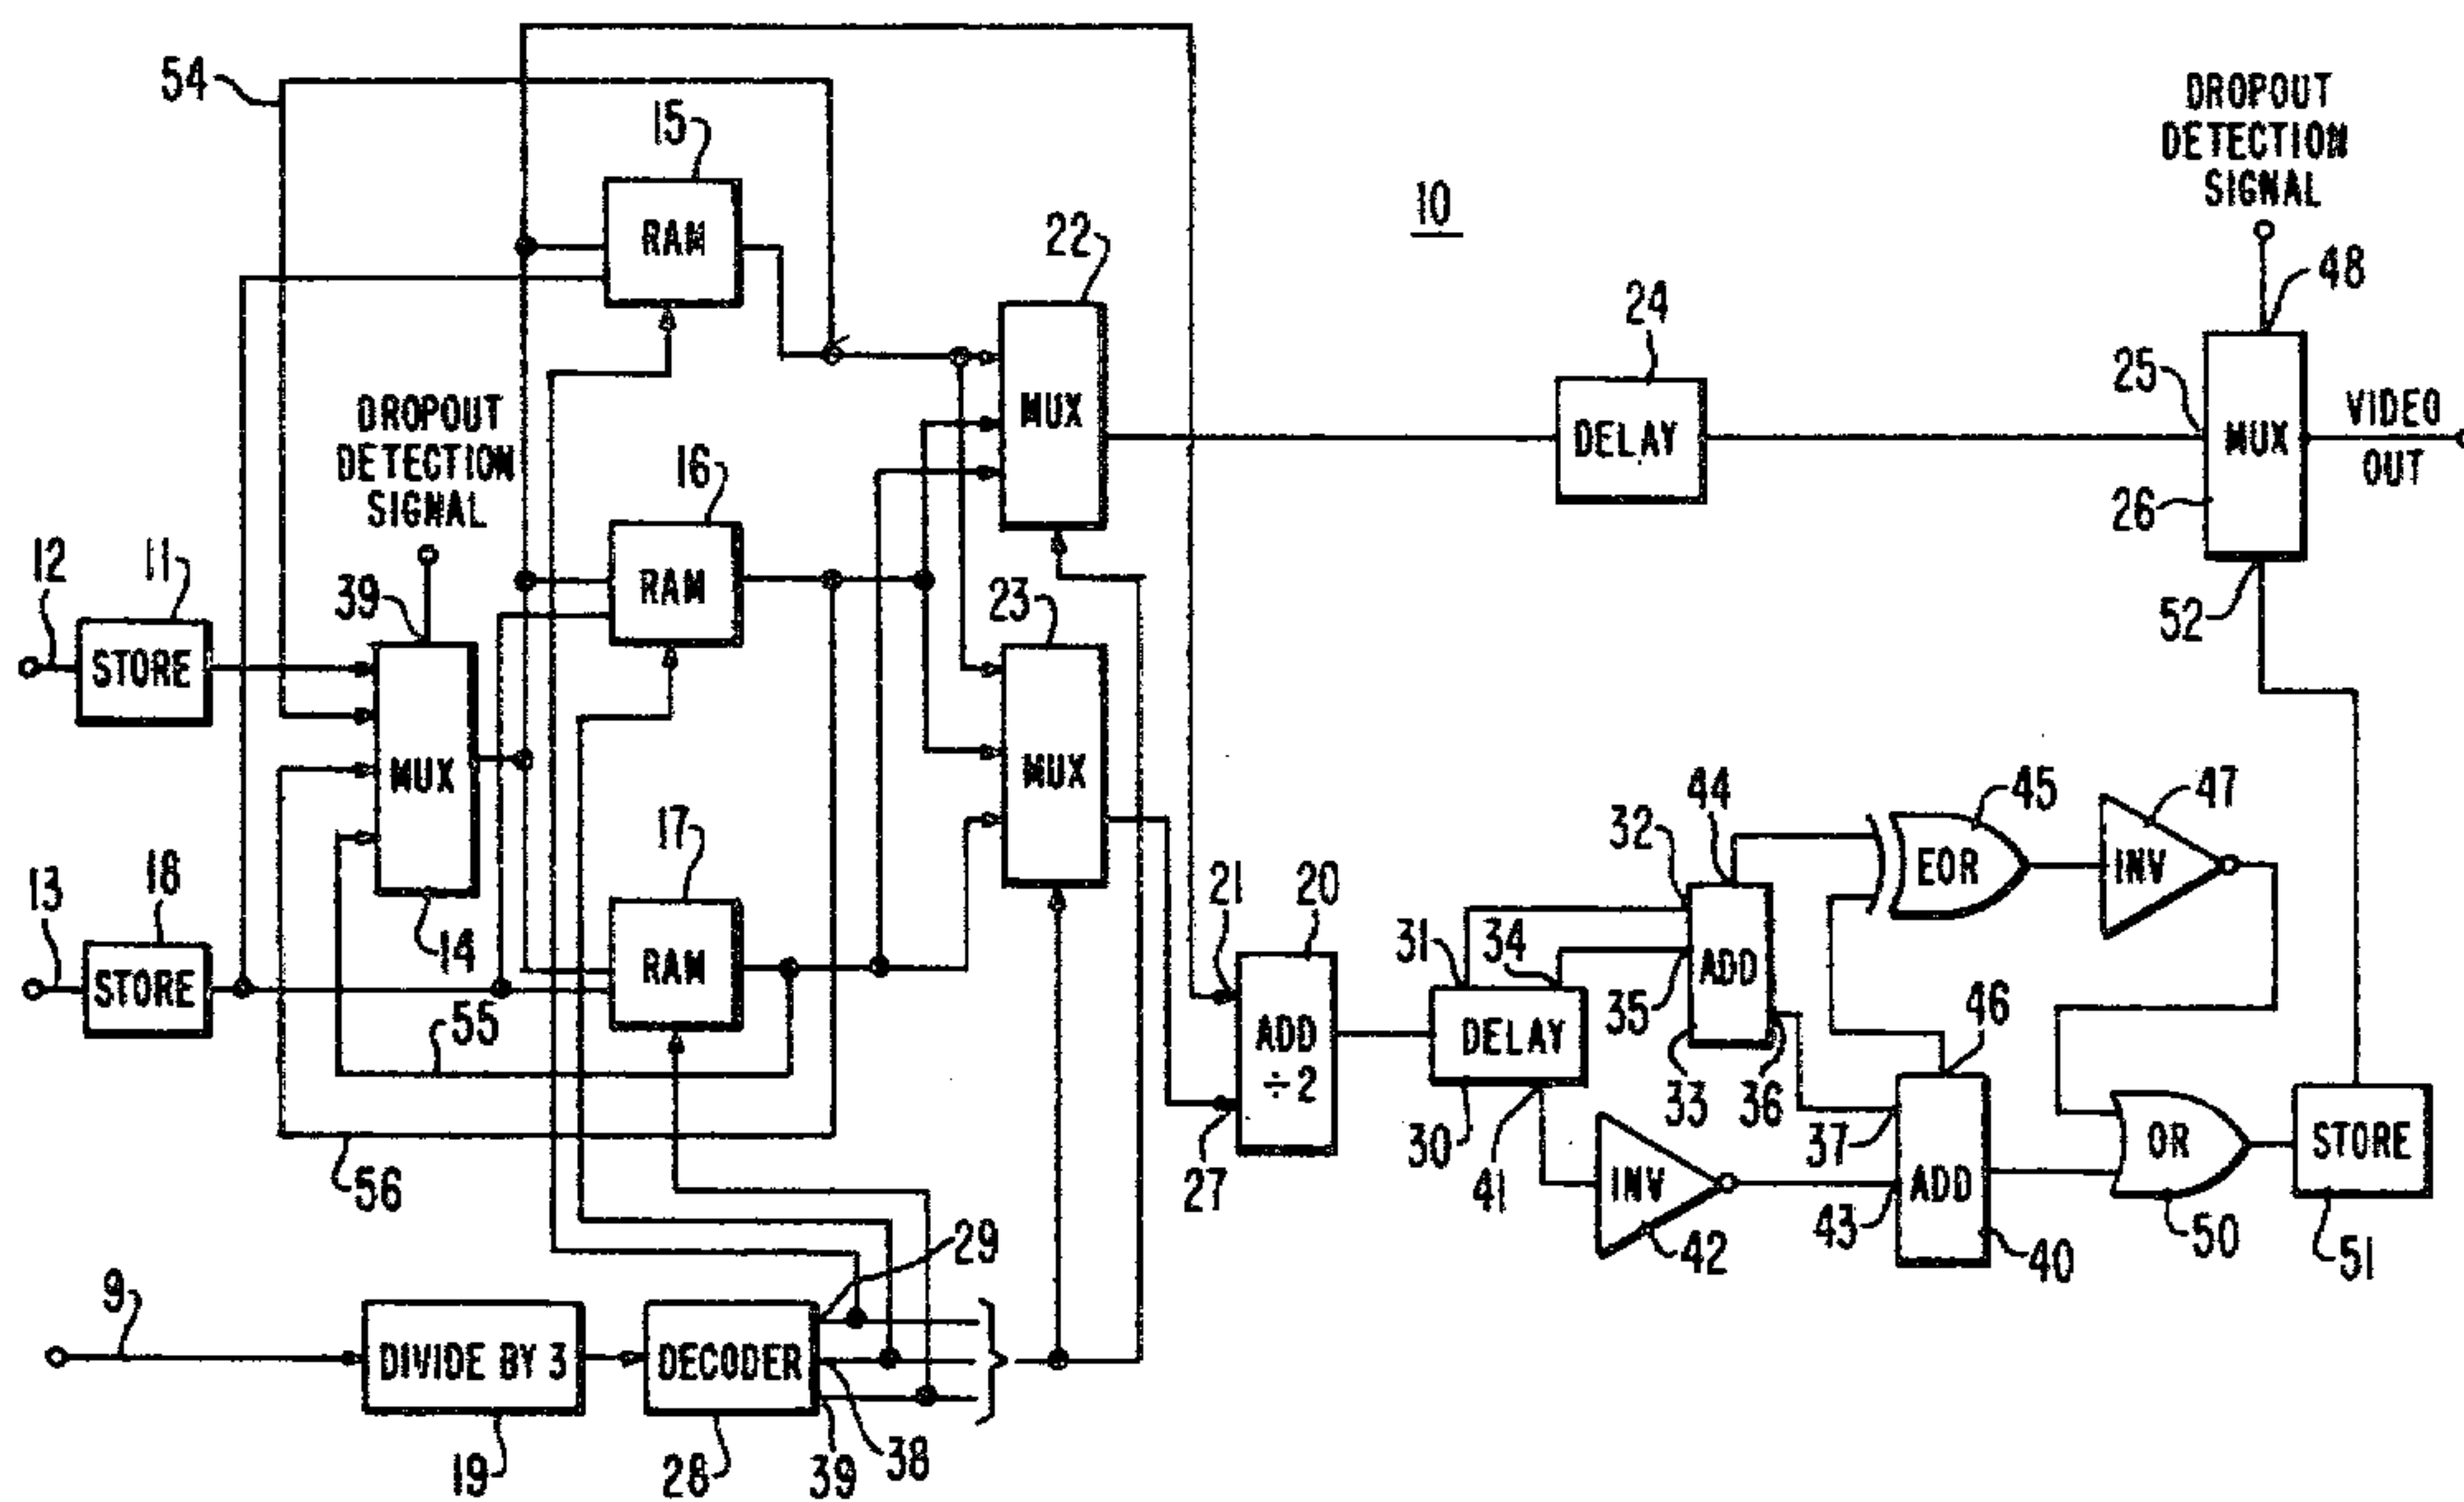 54
15
RAM
22
10
DROPOUT
DETECTION
SIGNAL
48
24
25
MUX
DELAY
MUX
VIDEO
OUT
26
DROPOUT
DETECTION
SIGNAL
16
RAM
12
11
39
23
52
STORE
MUX
MUX
14
17
RAM
13
18
STORE
55
56
21
20
ADD
÷2
27
31
34
DELAY
30
41
32
44
ADD
35
33
36
EOR
45
INV
47
46
37
ADD
43
40
INV
42
OR
50
STORE
51
9
DIVIDE BY 3
19
DECODER
28
29
38
39